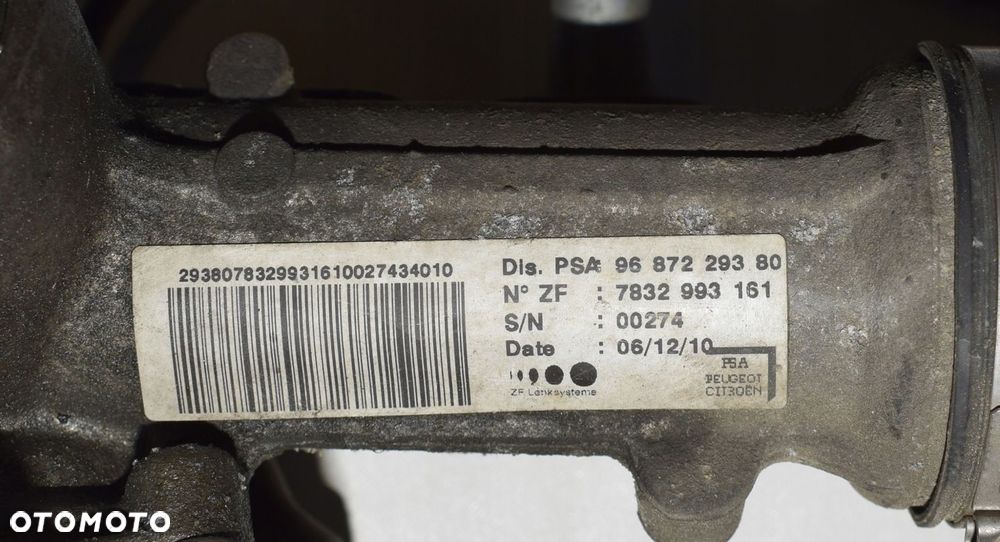 2938078329931610027434010
Dis. PSA: 96 872 293 80
N° ZF : 7832 993 161
S/N : 00274
Date : 06/12/10
ZF Lenksysteme
PSA
PEUGEOT
CITROËN
OTOMOTO